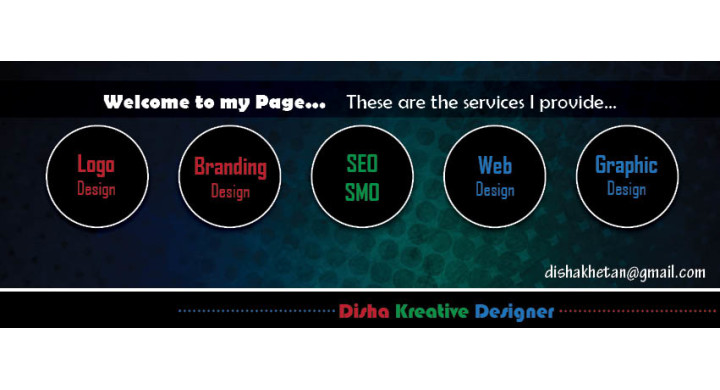 Welcome to my Page... These are the services I provide...
Logo
Design
Branding
Design
SEO
SMO
Web
Design
Graphic
Design
dishakhetan@gmail.com
Disha Kreative Designer